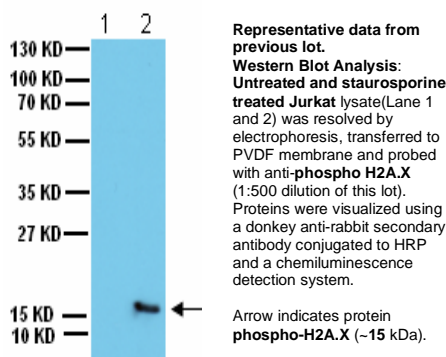 1 2
130 KD
100 KD
70 KD
55 KD
35 KD
27 KD
15 KD
10 KD
Representative data from
previous lot.
Western Blot Analysis:
Untreated and staurosporine
treated Jurkat lysate(Lane 1
and 2) was resolved by
electrophoresis, transferred to
PVDF membrane and probed
with anti-phospho H2A.X
(1:500 dilution of this lot).
Proteins were visualized using
a donkey anti-rabbit secondary
antibody conjugated to HRP
and a chemiluminescence
detection system.
Arrow indicates protein
phospho-H2A.X (~15 kDa).